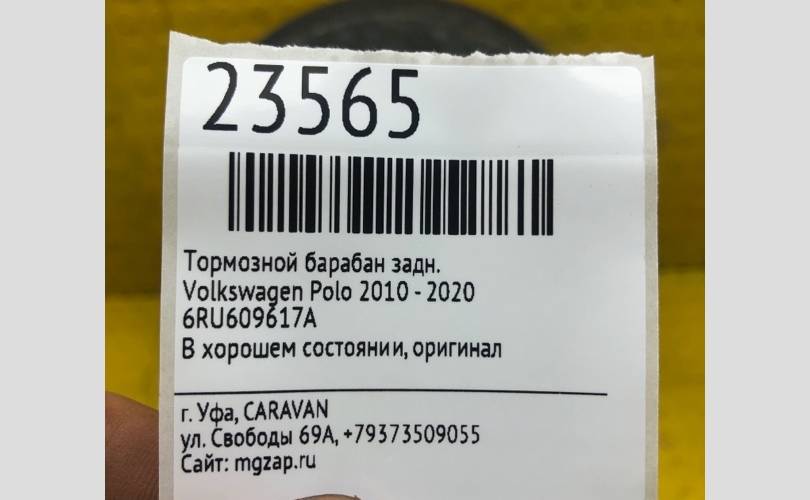 23565
Тормозной барабан задн.
Volkswagen Polo 2010 - 2020
6RU609617A
В хорошем состоянии, оригинал
г. Уфа, CARAVAN
ул. Свободы 69А, +79373509055
Сайт: mgzap.ru